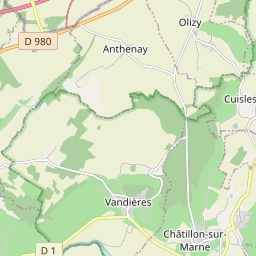 Olizy
D 980
Anthenay
Cuisles
Vandières
Châtillon-sur-
Marne
D 1